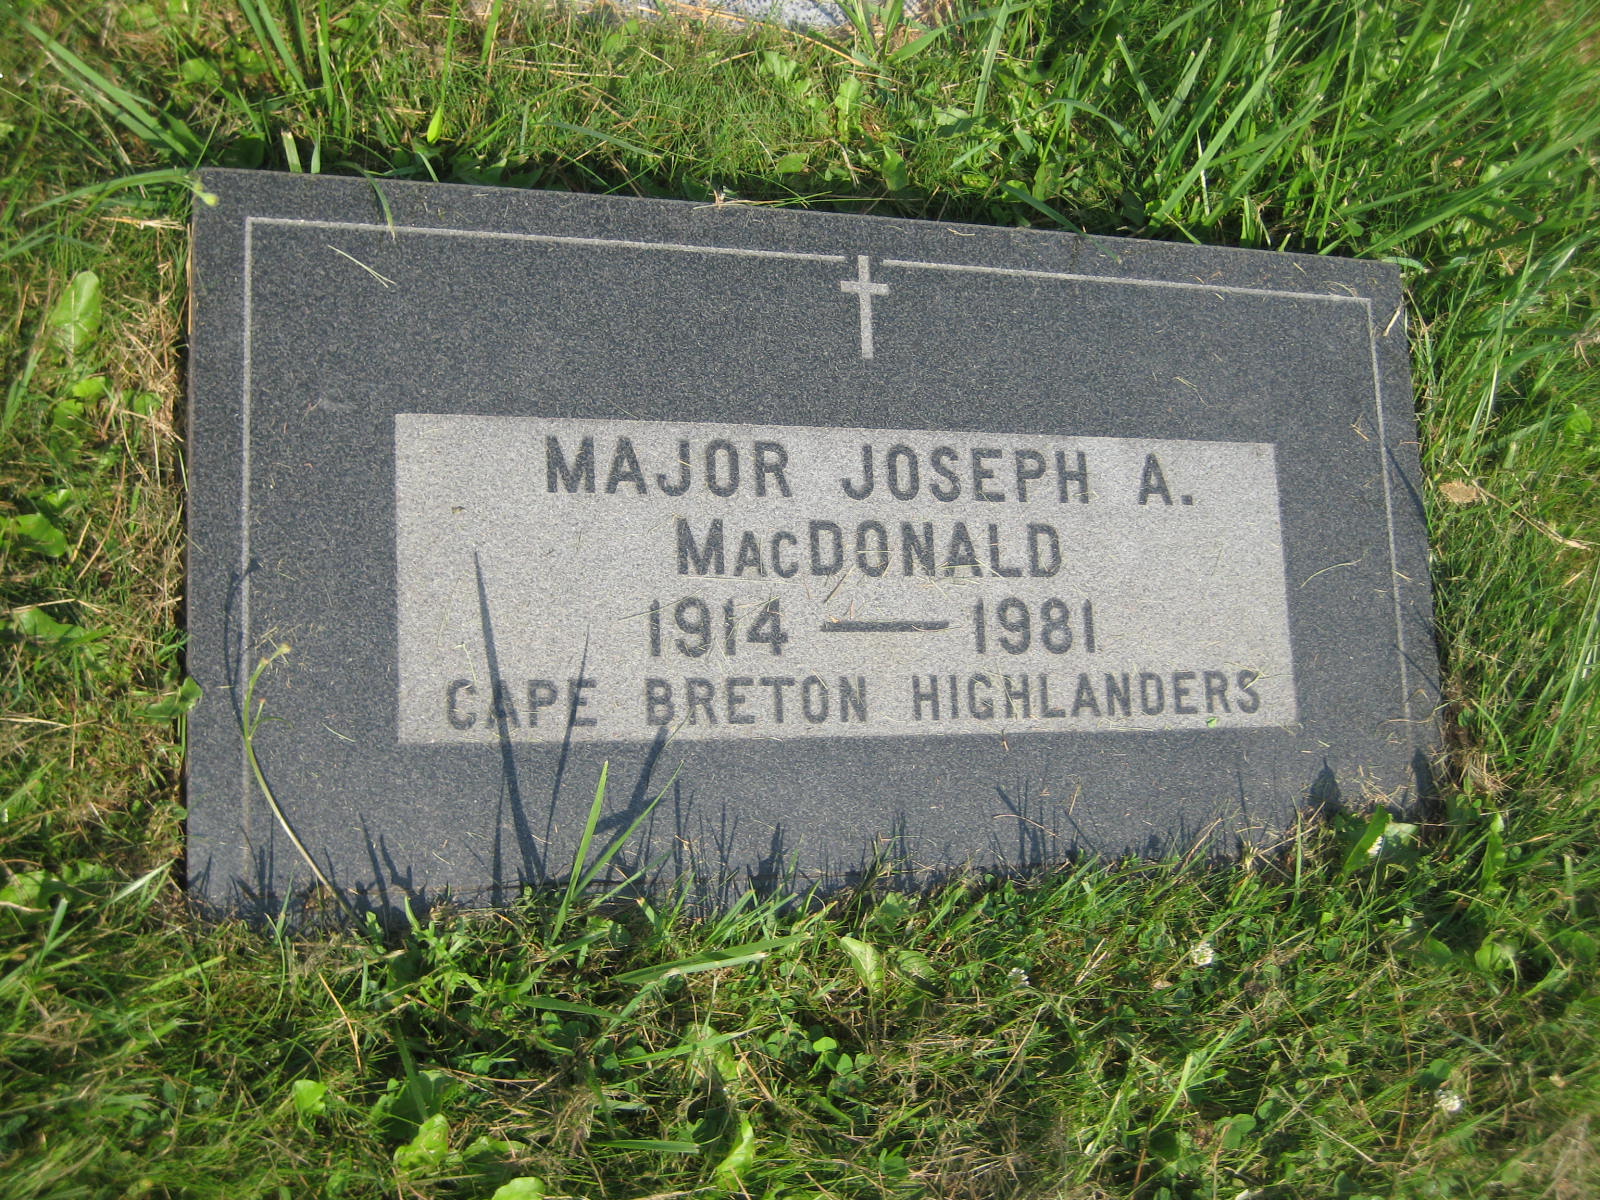 MAJOR JOSEPH A.
MacDONALD
1914 — 1981
CAPE BRETON HIGHLANDERS